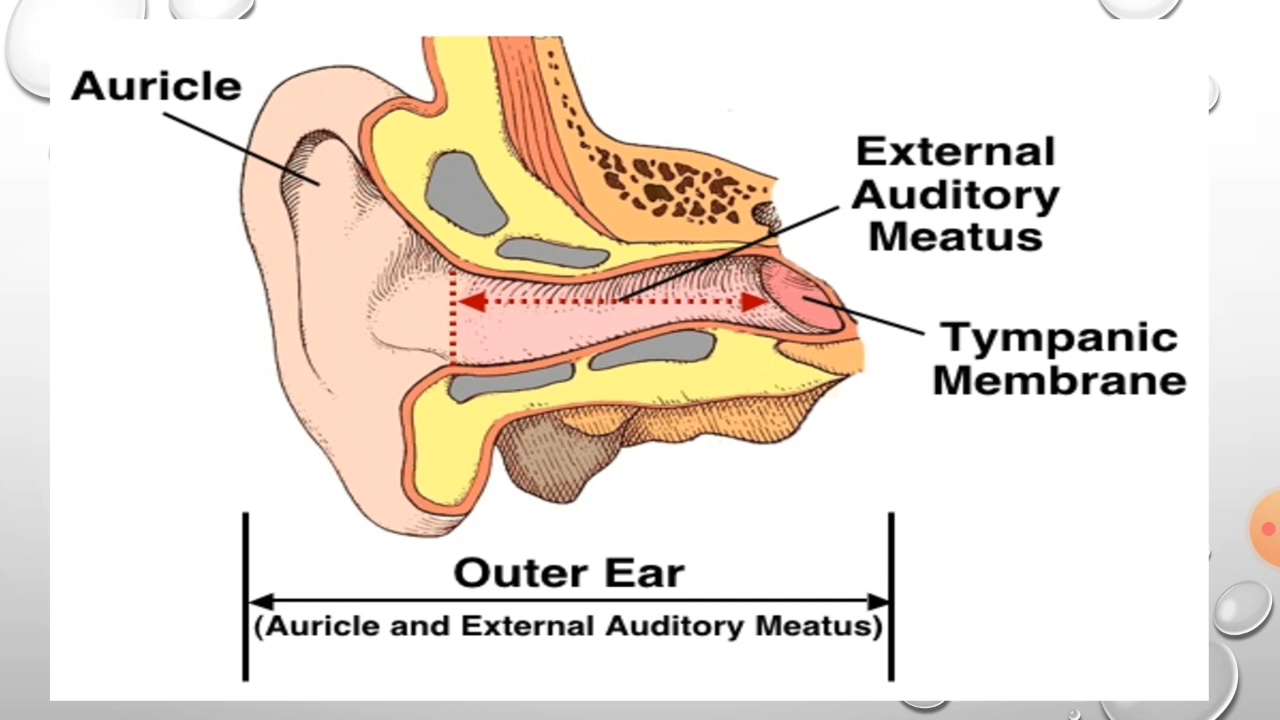 Auricle
External
Auditory
Meatus
Tympanic
Membrane
Outer Ear
(Auricle and External Auditory Meatus)